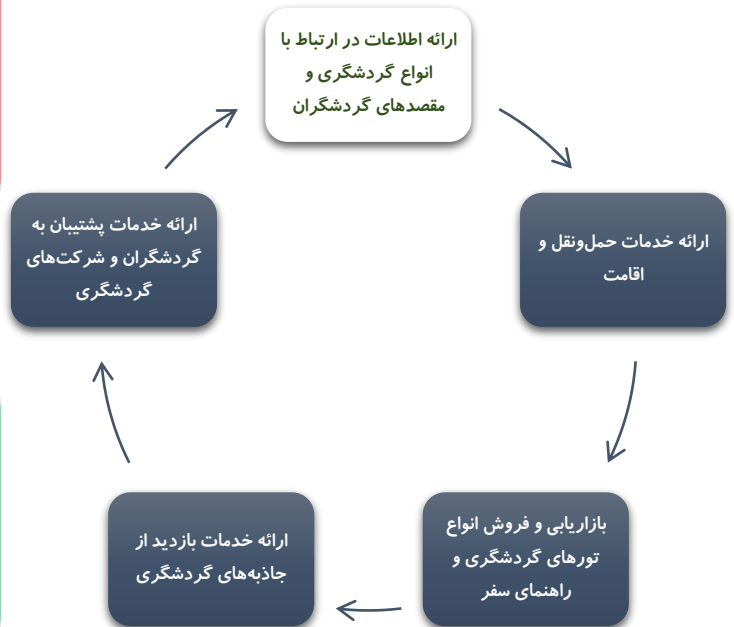 ارائه اطلاعات در ارتباط با
انواع گردشگری و
مقصدهای گردشگران
ارائه خدمات حمل‌ونقل و
اقامت
بازاریابی و فروش انواع
تورهای گردشگری و
راهنمای سفر
ارائه خدمات بازدید از
جاذبه‌های گردشگری
ارائه خدمات پشتیبان به
گردشگران و شرکت‌های
گردشگری